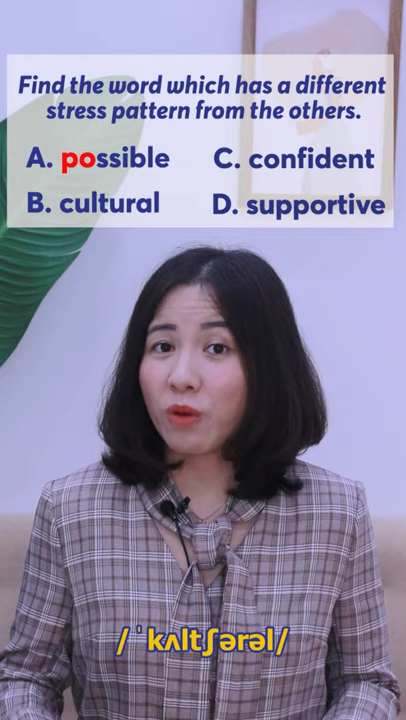 Find the word which has a different
stress pattern from the others.
A. possible
C. confident
B. cultural
D. supportive
/ˈkʌltʃərəl/